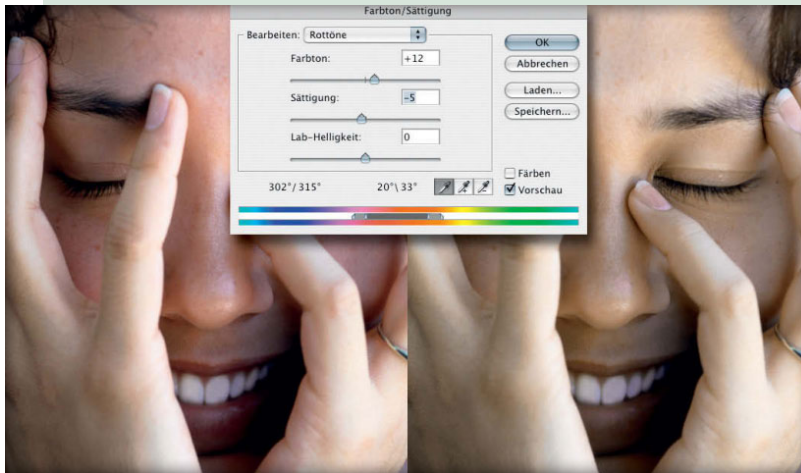 Farbton/Sättigung
Bearbeiten: Rottöne
Farbton: +12
Sättigung: -5
Lab-Helligkeit: 0
302°/315° 20°\33°
OK
Abbrechen
Laden...
Speichern...
Färben
Vorschau